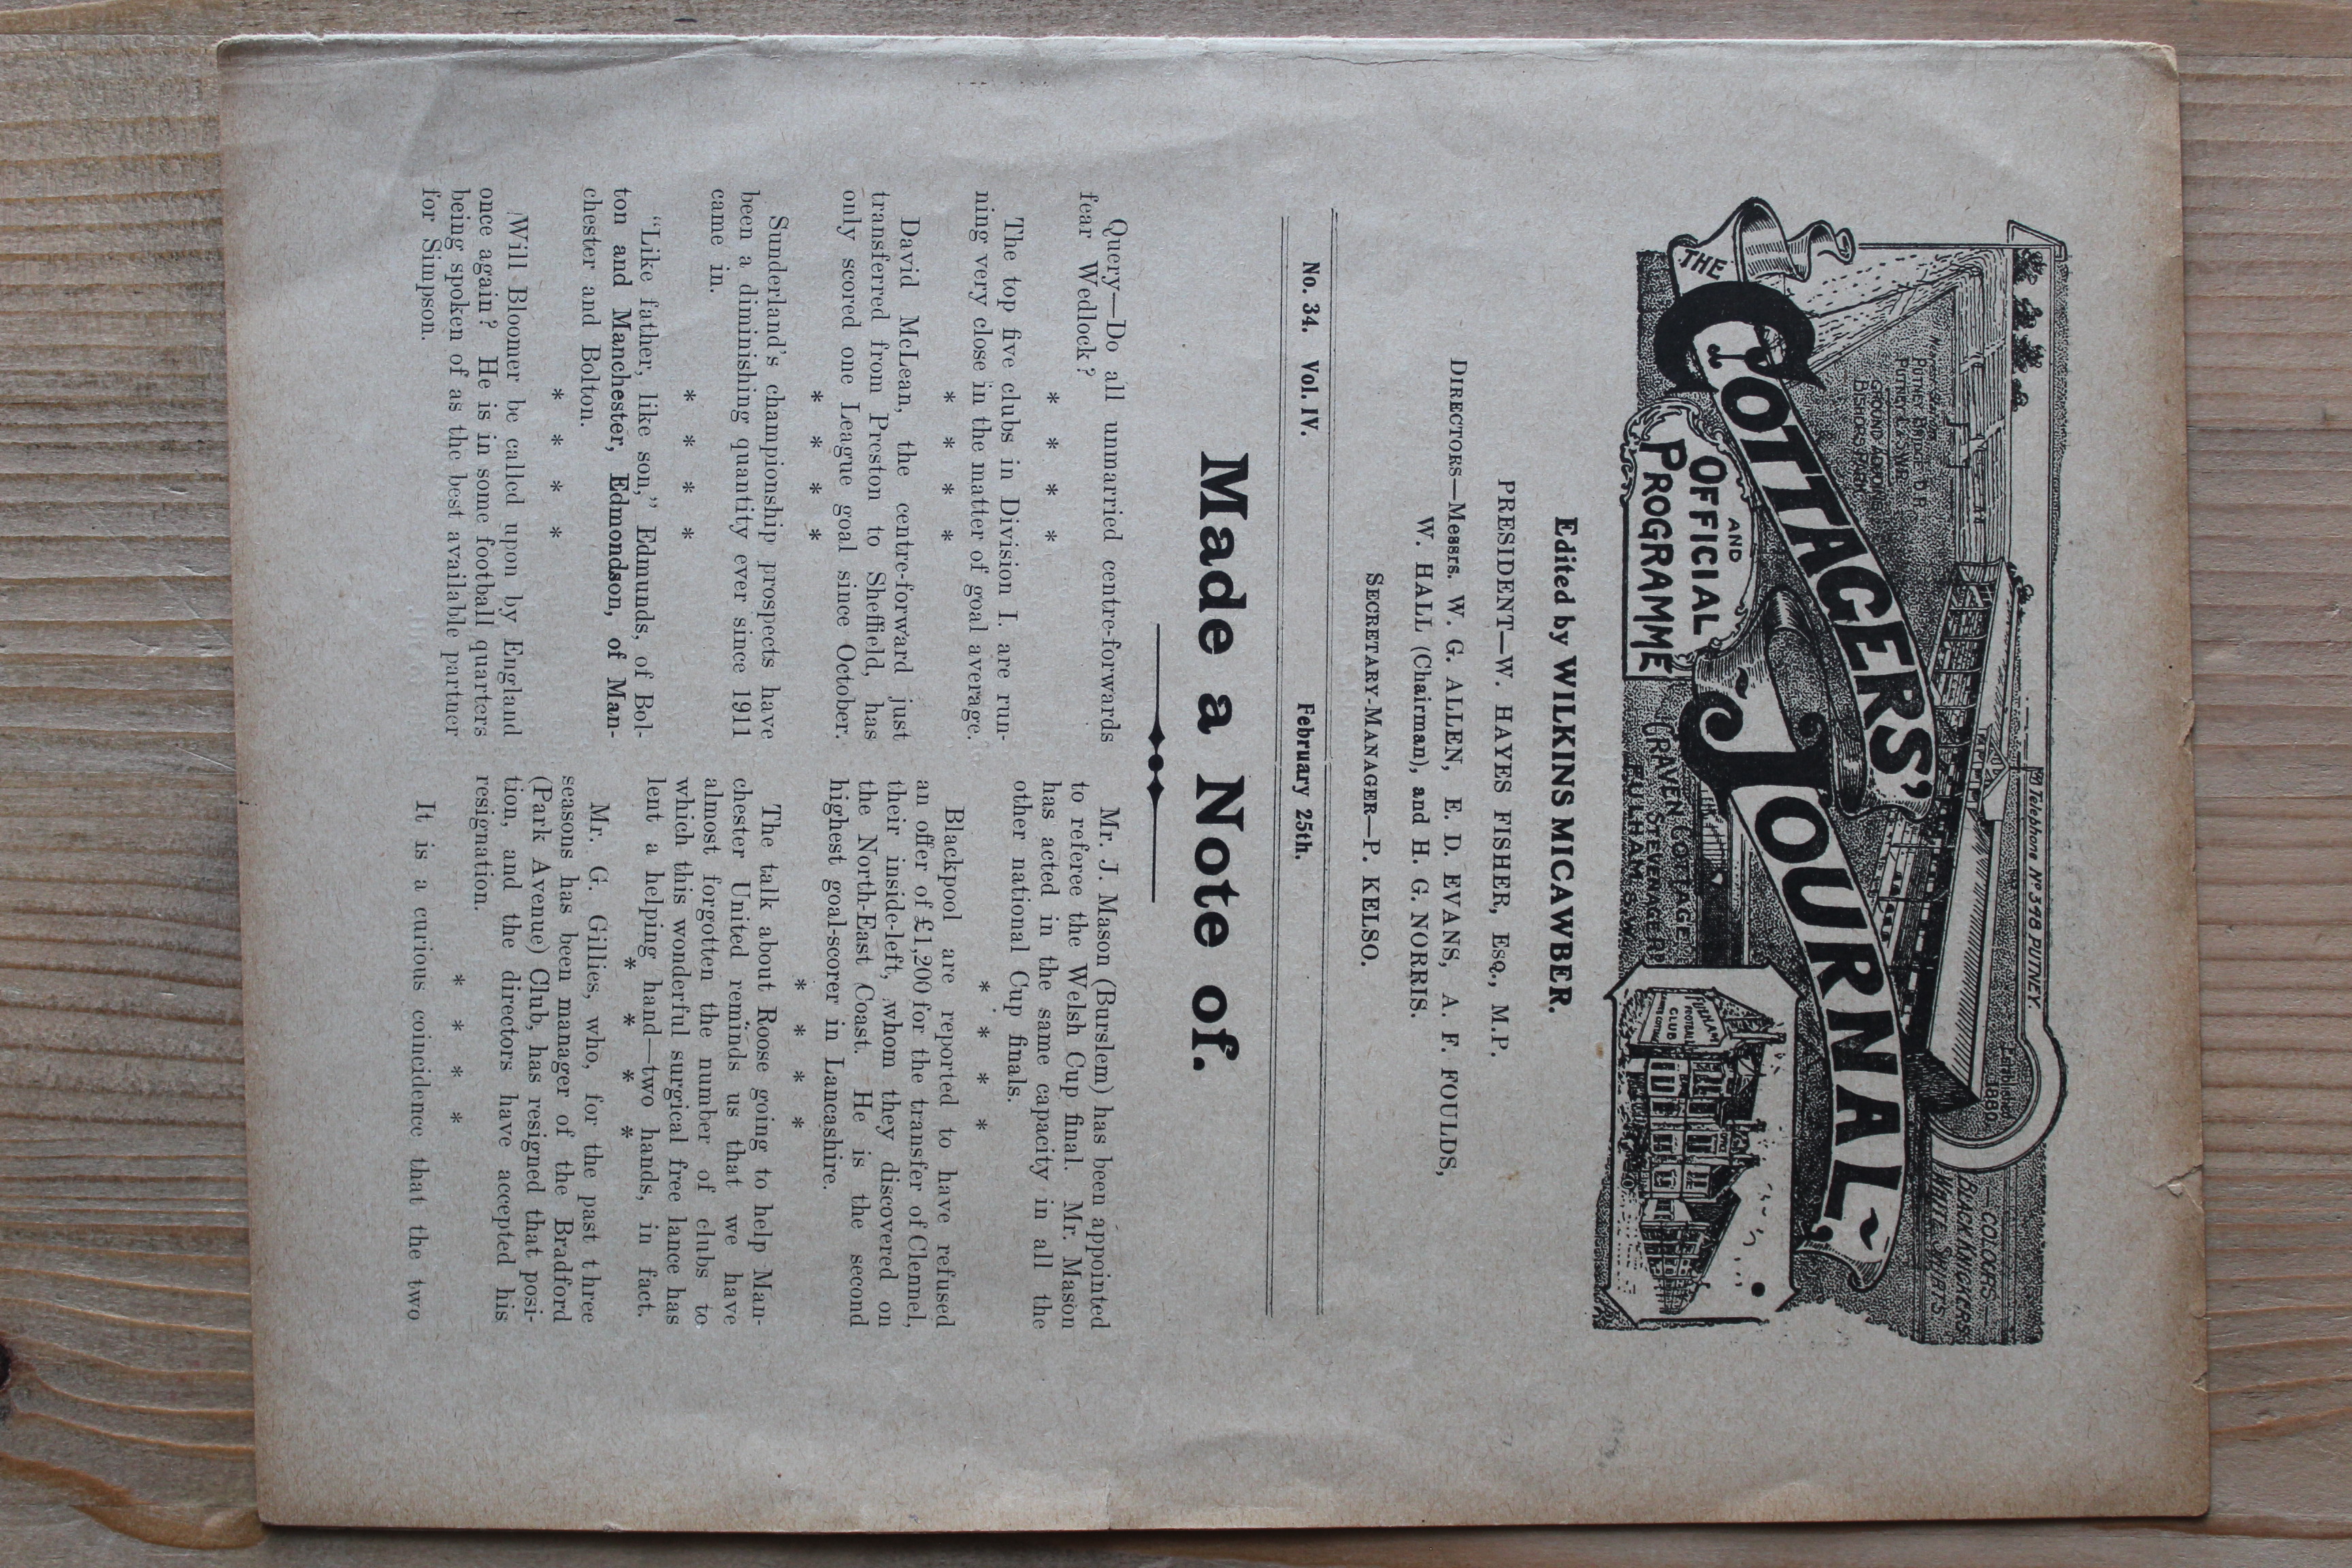 THE
COTTAGERS' JOURNAL
AND
OFFICIAL
PROGRAMME
Telephone Nº 348 PUTNEY.
Established
1880
COLOURS
BLACK KNICKERS
WHITE SHIRTS
PUTNEY BRIDGE D.R.
PUTNEY L & S.W.R.
GROUND ADJOINS
BISHOPS PARK
CRAVEN COTTAGE
STEVENAGE RD
FULHAM S.W.
FULHAM
FOOTBALL
CLUB
Edited by WILKINS MICAWBER.
PRESIDENT—W. HAYES FISHER, ESQ., M.P.
DIRECTORS—Messrs. W. G. ALLEN, E. D. EVANS, A. F. FOULDS,
W. HALL (Chairman), and H. G. NORRIS.
SECRETARY-MANAGER—P. KELSO.
No. 34. Vol. IV. February 25th.
Made a Note of.
Query—Do all unmarried centre-forwards
fear Wedlock?
* * * *
The top five clubs in Division I. are run-
ning very close in the matter of goal average.
* * * *
David McLean, the centre-forward just
transferred from Preston to Sheffield, has
only scored one League goal since October.
* * * *
Sunderland's championship prospects have
been a diminishing quantity ever since 1911
came in.
* * * *
"Like father, like son," Edmunds, of Bol-
ton and Manchester, Edmondson, of Man-
chester and Bolton.
* * * *
Will Bloomer be called upon by England
once again? He is in some football quarters
being spoken of as the best available partner
for Simpson.
Mr. J. Mason (Burslem) has been appointed
to referee the Welsh Cup final. Mr. Mason
has acted in the same capacity in all the
other national Cup finals.
* * * *
Blackpool are reported to have refused
an offer of £1,200 for the transfer of Clennel,
their inside-left, whom they discovered on
the North-East Coast. He is the second
highest goal-scorer in Lancashire.
* * * *
The talk about Roose going to help Man-
chester United reminds us that we have
almost forgotten the number of clubs to
which this wonderful surgical free lance has
lent a helping hand—two hands, in fact.
* * * *
Mr. G. Gillies, who, for the past three
seasons has been manager of the Bradford
(Park Avenue) Club, has resigned that posi-
tion, and the directors have accepted his
resignation.
* * * *
It is a curious coincidence that the two